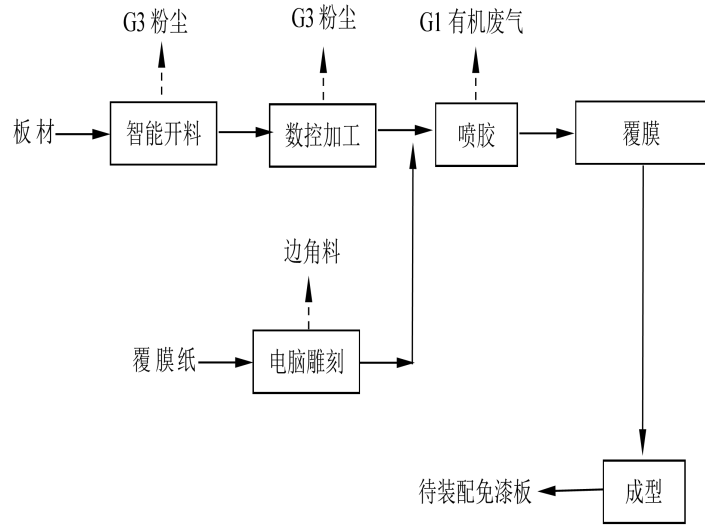 G3 粉尘
G3 粉尘
G1 有机废气
板材
智能开料
数控加工
喷胶
覆膜
边角料
覆膜纸
电脑雕刻
待装配免漆板
成型